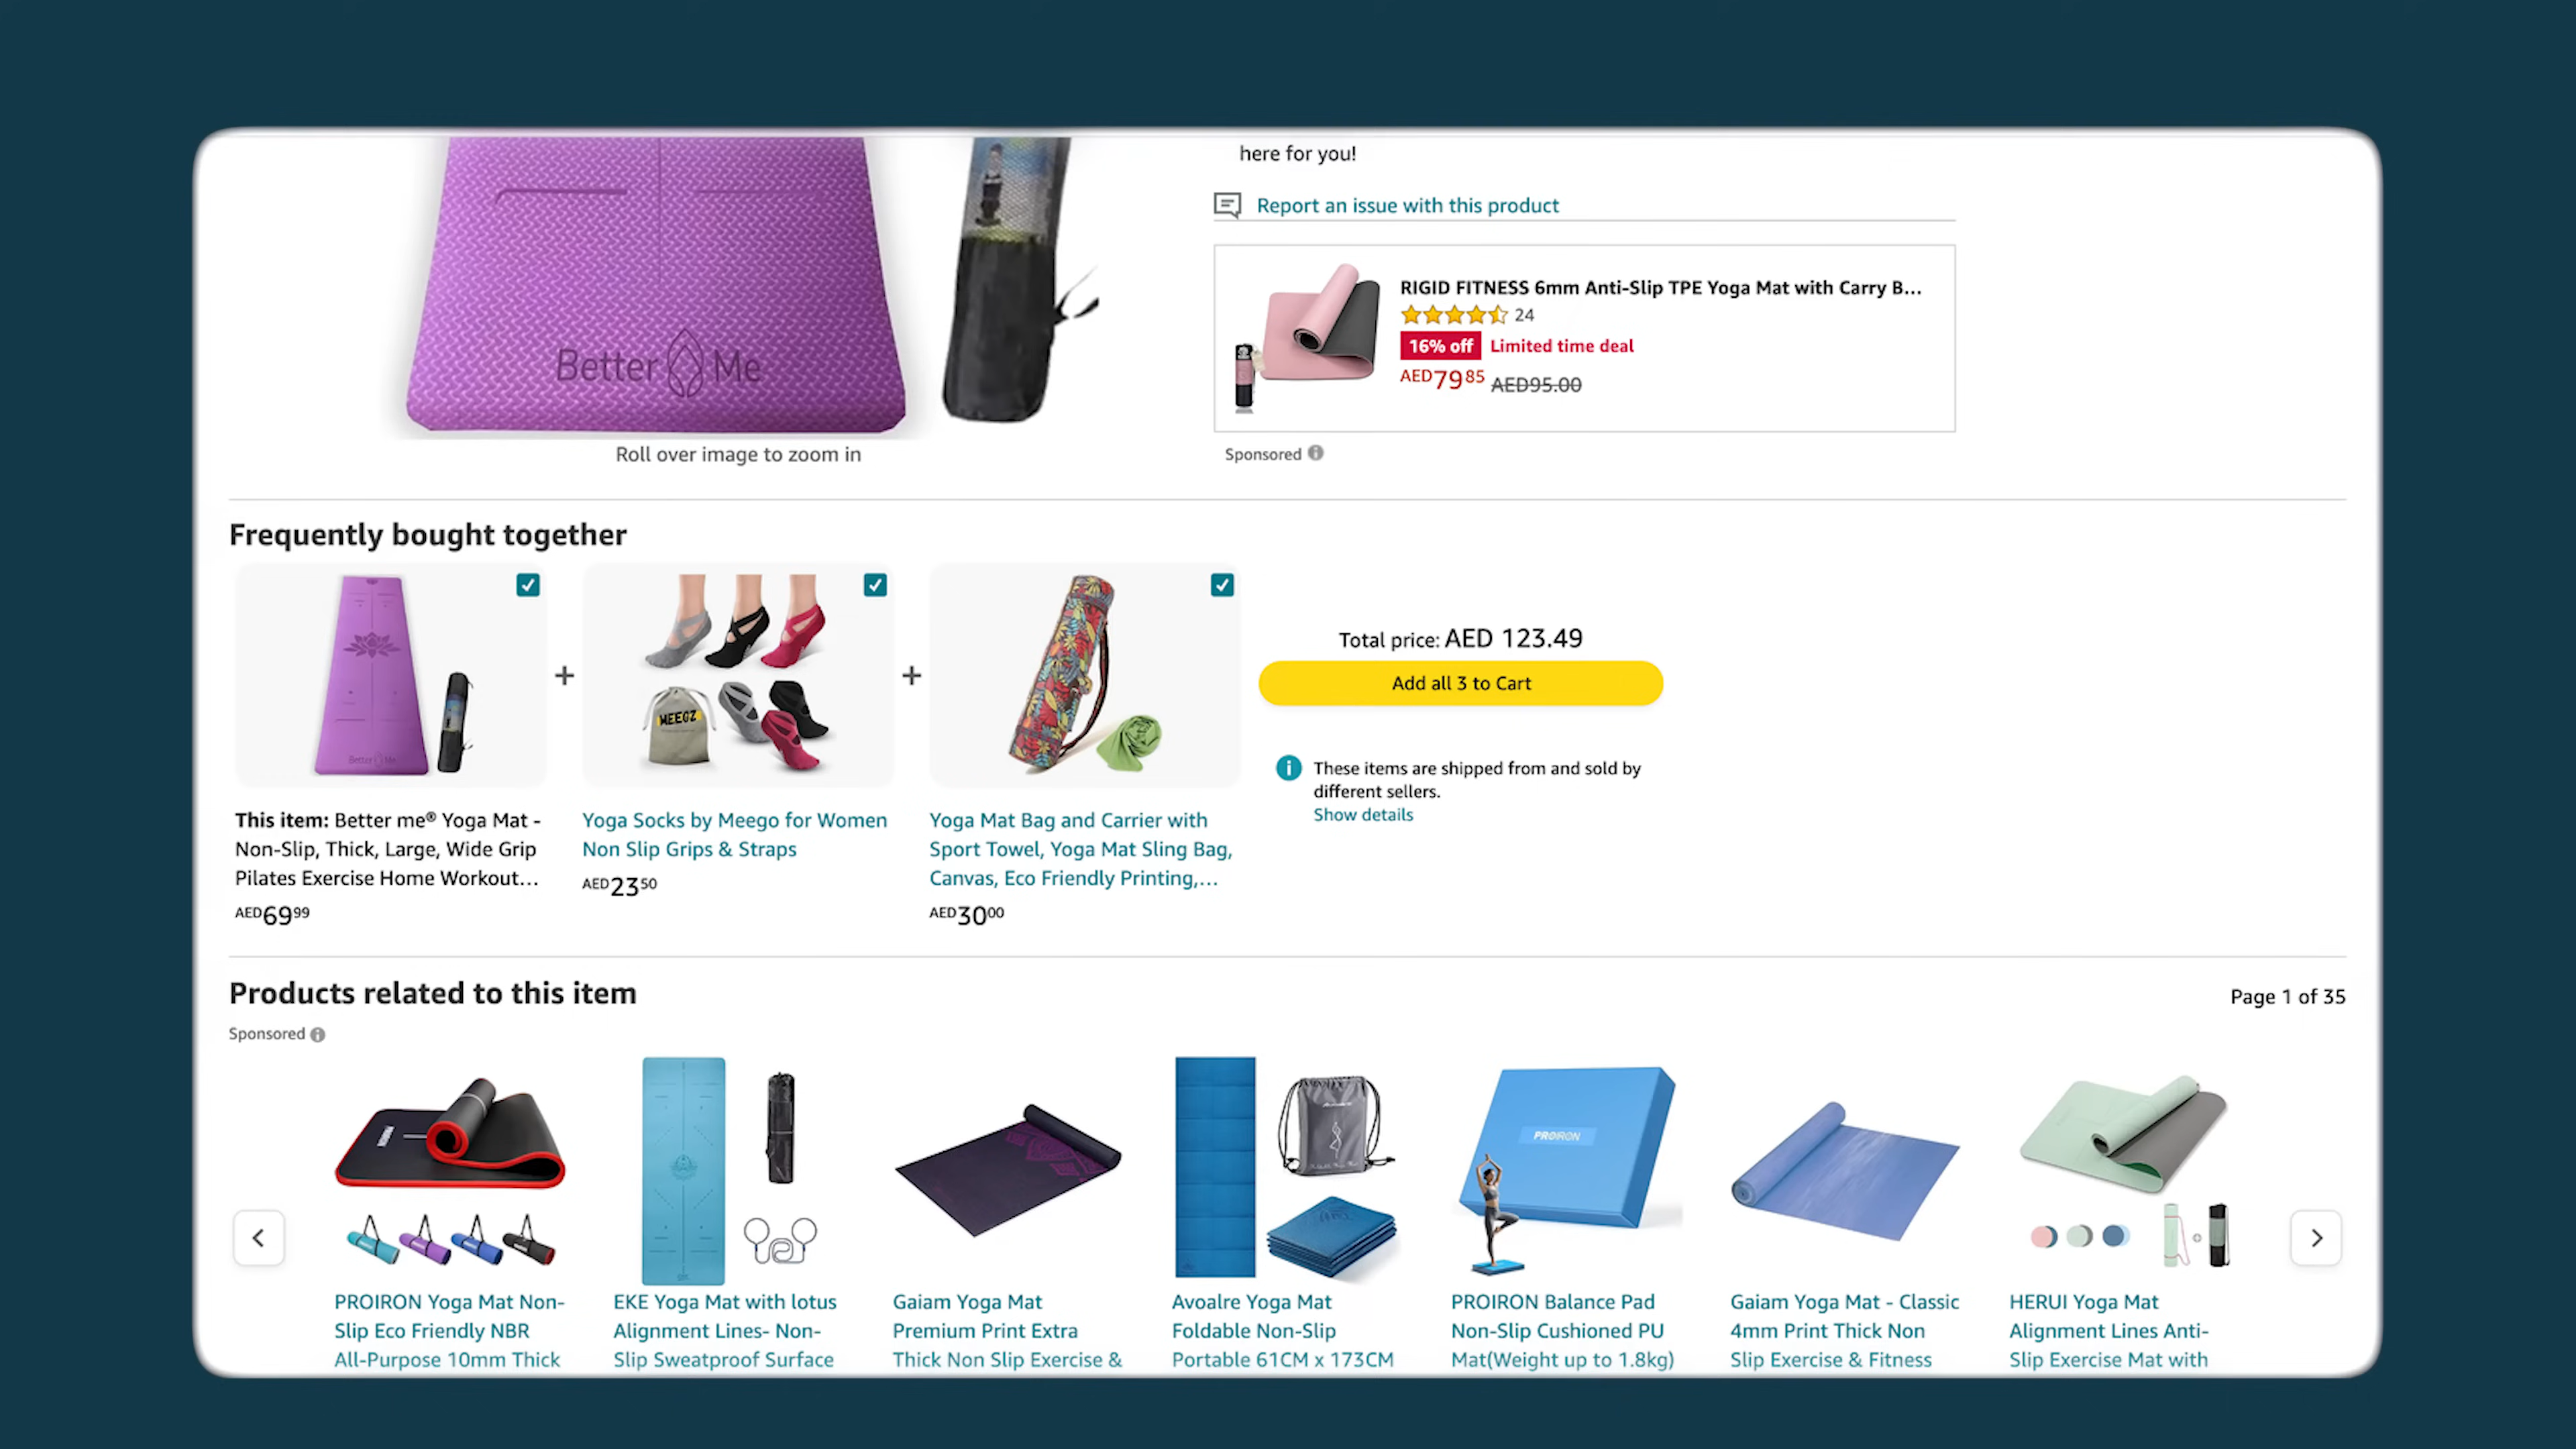 here for you!
Report an issue with this product
RIGID FITNESS 6mm Anti-Slip TPE Yoga Mat with Carry B...
24
16% off Limited time deal
AED79.85 AED95.00
Sponsored
Better Me
Roll over image to zoom in
Frequently bought together
Better Me
+
MEEGZ
+
Total price: AED 123.49
Add all 3 to Cart
These items are shipped from and sold by
different sellers.
Show details
This item: Better me® Yoga Mat -
Non-Slip, Thick, Large, Wide Grip
Pilates Exercise Home Workout...
AED69.99
Yoga Socks by Meego for Women
Non Slip Grips & Straps
AED23.50
Yoga Mat Bag and Carrier with
Sport Towel, Yoga Mat Sling Bag,
Canvas, Eco Friendly Printing,...
AED30.00
Products related to this item
Page 1 of 35
Sponsored
PROIRON
PROIRON
PROIRON Yoga Mat Non-
Slip Eco Friendly NBR
All-Purpose 10mm Thick
EKE Yoga Mat with lotus
Alignment Lines- Non-
Slip Sweatproof Surface
Gaiam Yoga Mat
Premium Print Extra
Thick Non Slip Exercise &
Avoalre Yoga Mat
Foldable Non-Slip
Portable 61CM x 173CM
PROIRON Balance Pad
Non-Slip Cushioned PU
Mat(Weight up to 1.8kg)
Gaiam Yoga Mat - Classic
4mm Print Thick Non
Slip Exercise & Fitness
HERUI Yoga Mat
Alignment Lines Anti-
Slip Exercise Mat with